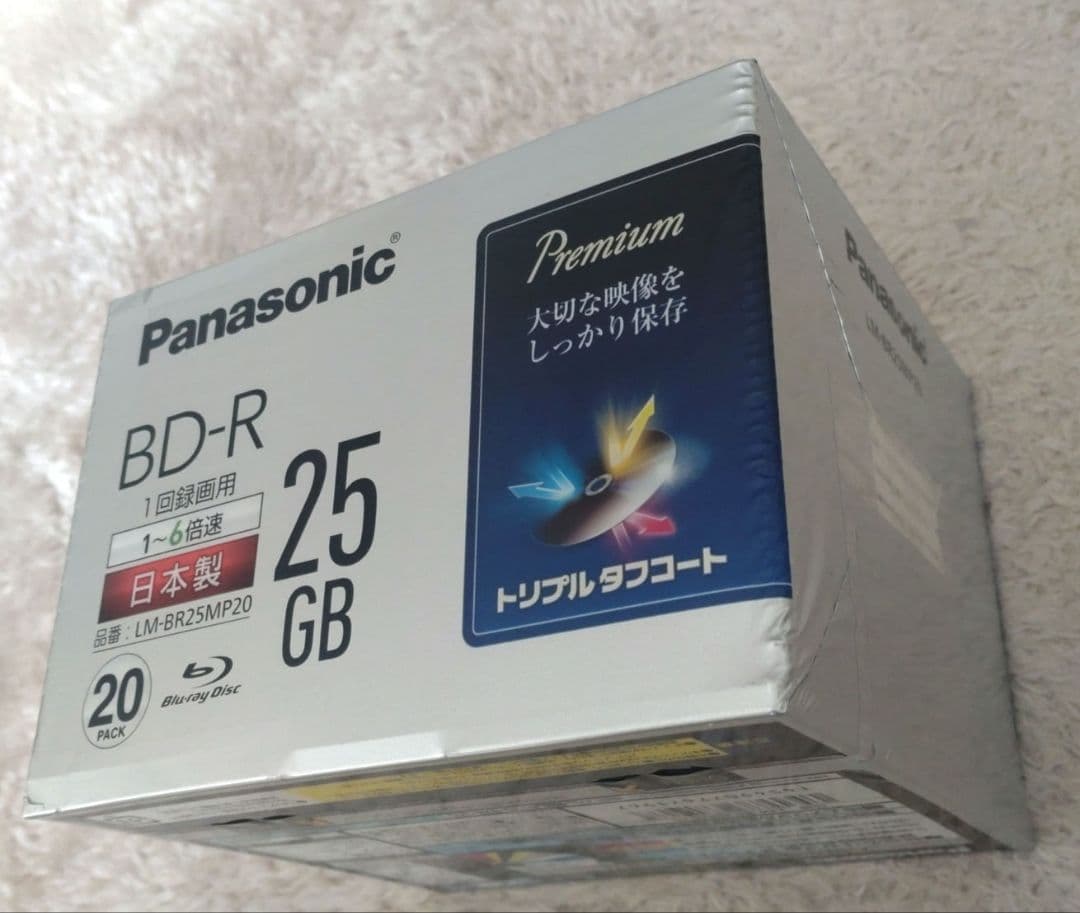 Panasonic®
BD-R
1回録画用
1~6倍速
日本製
品番:LM-BR25MP20
25
GB
20
PACK
Blu-ray Disc
Premium
大切な映像を
しっかり保存
トリプル タフコート
Panasonic